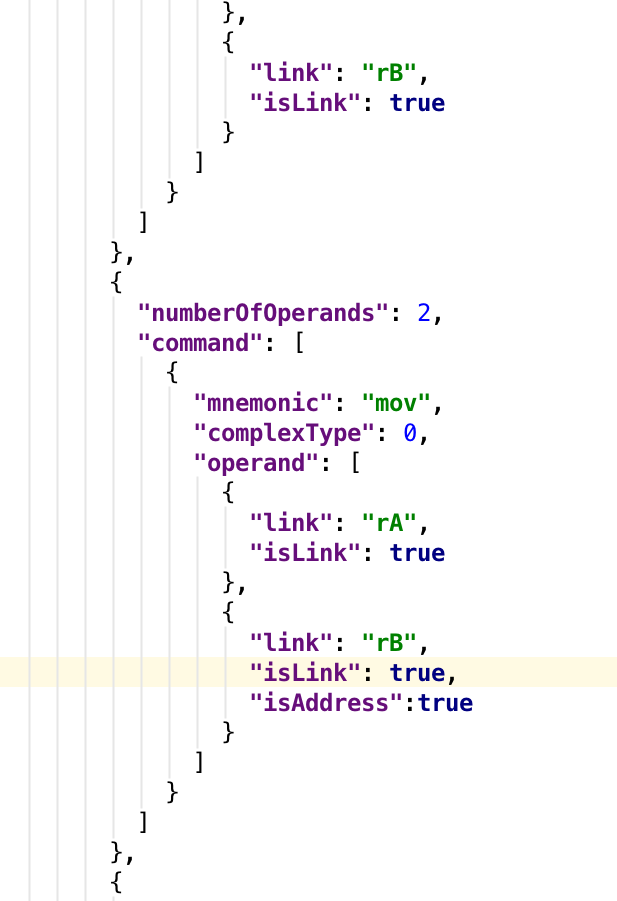 },
{
"link": "rB",
"isLink": true
}
]
}
]
},
{
"numberOfOperands": 2,
"command": [
{
"mnemonic": "mov",
"complexType": 0,
"operand": [
{
"link": "rA",
"isLink": true
},
{
"link": "rB",
"isLink": true,
"isAddress":true
}
]
}
]
},
{